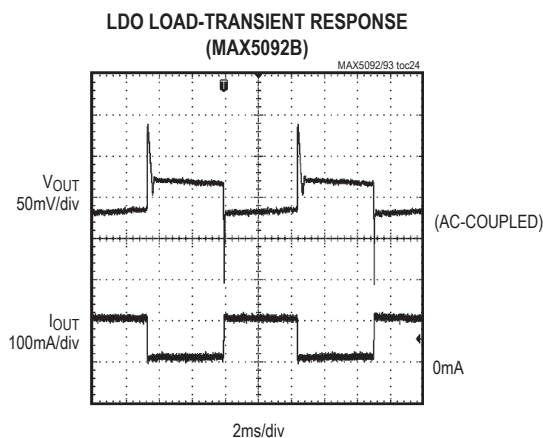 LDO LOAD-TRANSIENT RESPONSE
(MAX5092B)
MAX5092/93 toc24
T
VOUT
50mV/div
(AC-COUPLED)
IOUT
100mA/div
0mA
2ms/div